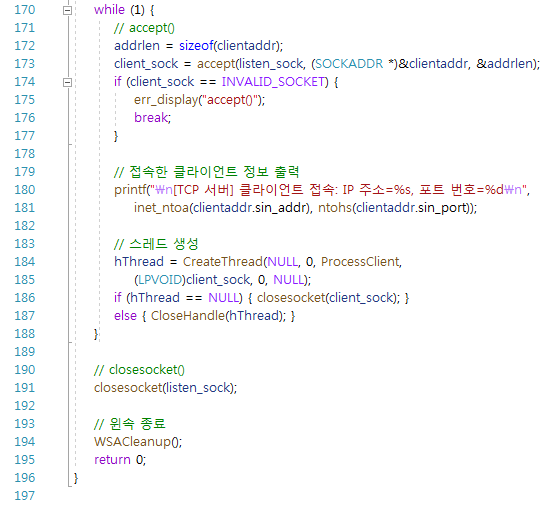 170 while (1) {
171 // accept()
172 addrlen = sizeof(clientaddr);
173 client_sock = accept(listen_sock, (SOCKADDR *)&clientaddr, &addrlen);
174 if (client_sock == INVALID_SOCKET) {
175 err_display("accept()");
176 break;
177 }
178
179 // 접속한 클라이언트 정보 출력
180 printf("₩n[TCP 서버] 클라이언트 접속: IP 주소=%s, 포트 번호=%d₩n",
181 inet_ntoa(clientaddr.sin_addr), ntohs(clientaddr.sin_port));
182
183 // 스레드 생성
184 hThread = CreateThread(NULL, 0, ProcessClient,
185 (LPVOID)client_sock, 0, NULL);
186 if (hThread == NULL) { closesocket(client_sock); }
187 else { CloseHandle(hThread); }
188 }
189
190 // closesocket()
191 closesocket(listen_sock);
192
193 // 윈속 종료
194 WSACleanup();
195 return 0;
196 }
197